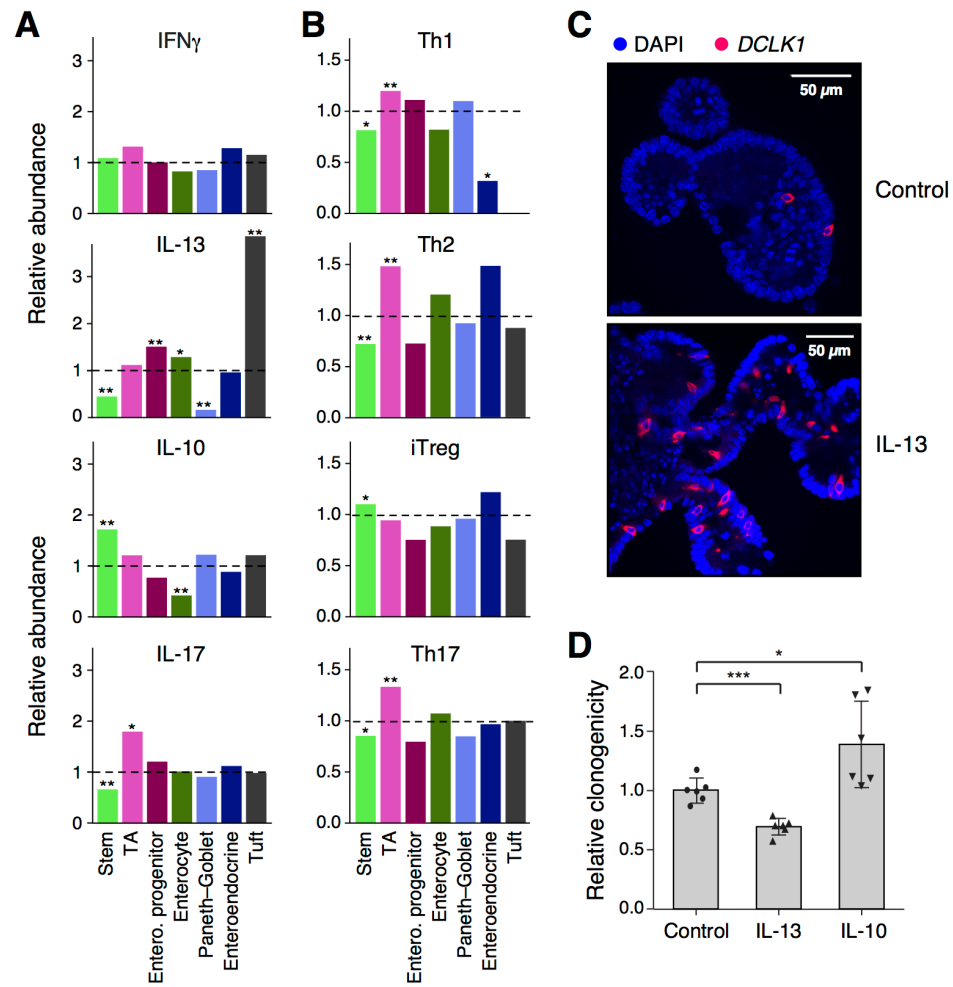 A
IFNγ
3
2
1
0
Relative abundance
IL-13
**
3
2
1
0
**
**
*
**
IL-10
3
2
1
0
**
**
Relative abundance
IL-17
3
2
1
0
**
*
Stem
TA
Entero. progenitor
Enterocyte
Paneth–Goblet
Enteroendocrine
Tuft
B
Th1
1.5
1.0
0.5
0.0
*
**
*
Th2
1.5
1.0
0.5
0.0
**
**
iTreg
1.5
1.0
0.5
0.0
*
Th17
1.5
1.0
0.5
0.0
*
**
Stem
TA
Entero. progenitor
Enterocyte
Paneth–Goblet
Enteroendocrine
Tuft
C
DAPI DCLK1
50 µm
Control
50 µm
IL-13
D
Relative clonogenicity
2.0
1.5
1.0
0.5
0.0
*
***
Control IL-13 IL-10